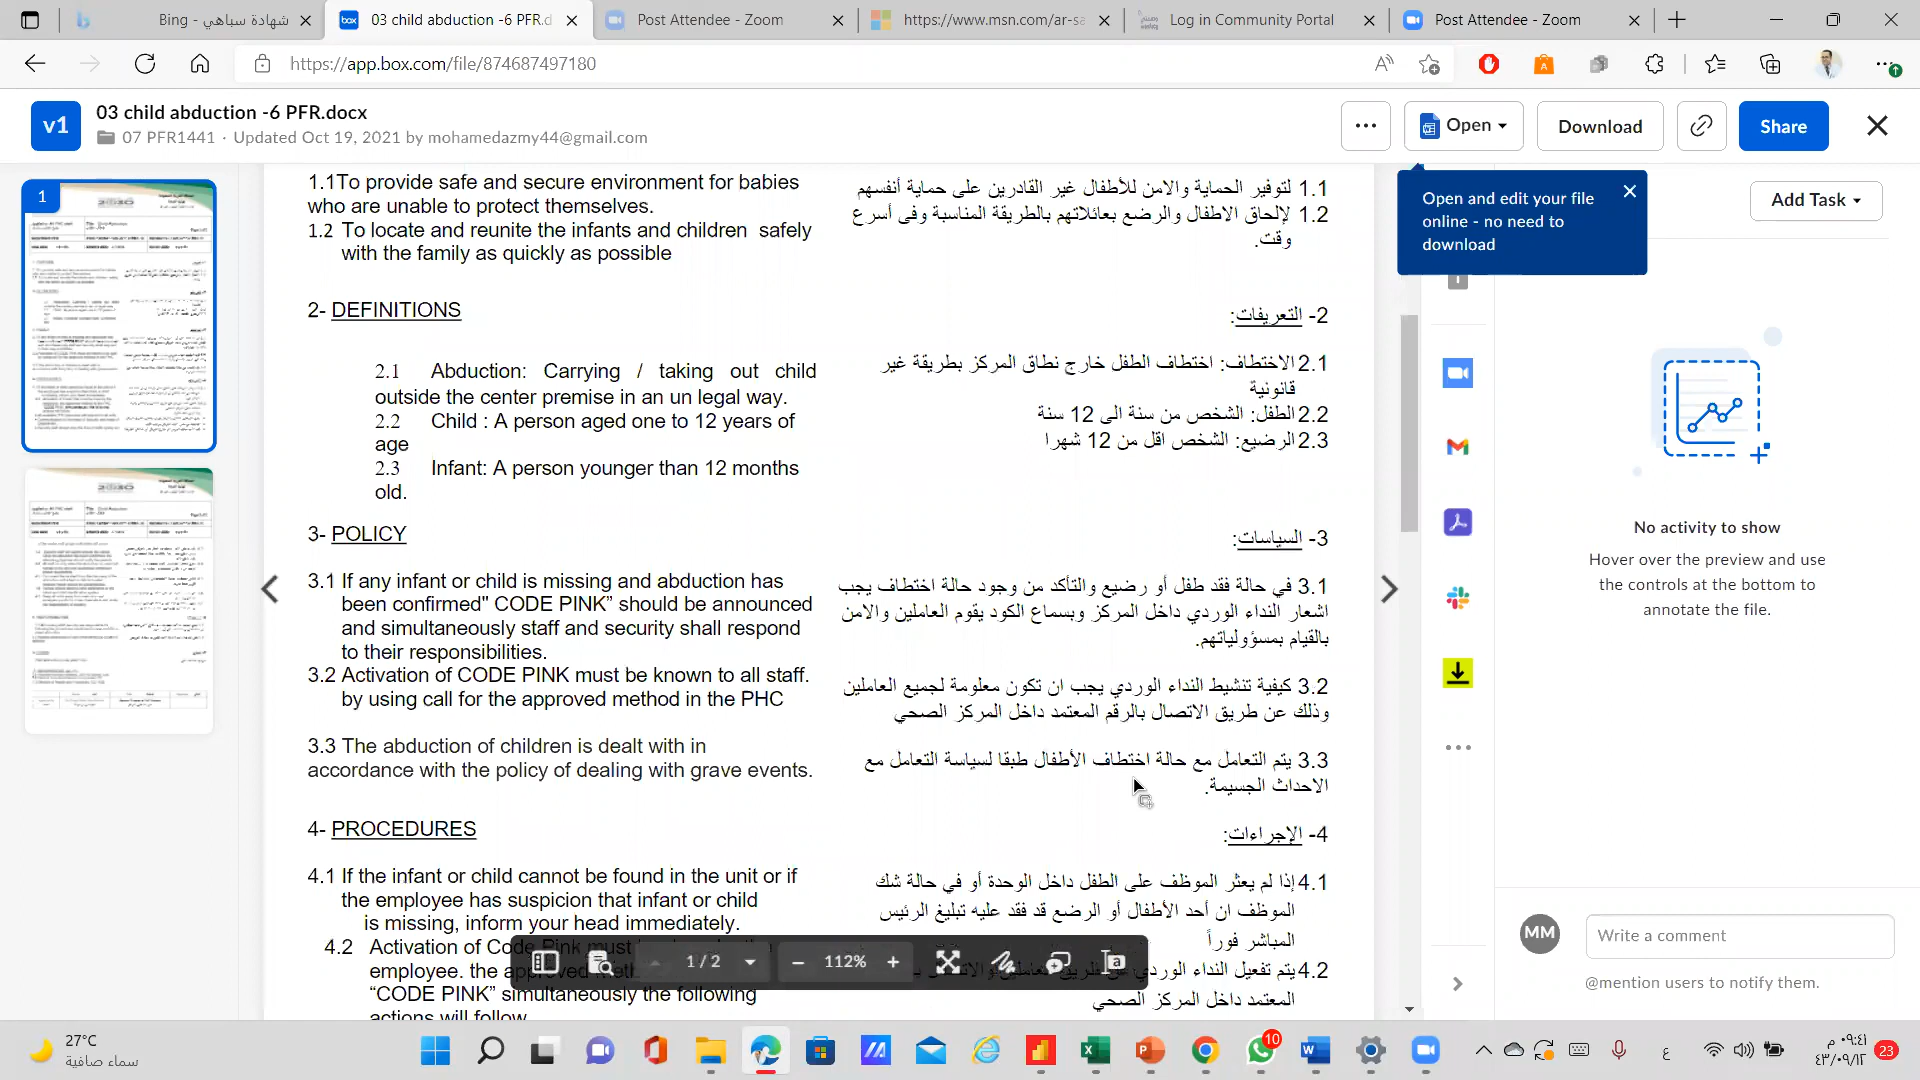 شهادة سباهي - Bing
03 child abduction -6 PFR.d
Post Attendee - Zoom
https://www.msn.com/ar-sa
Log in Community Portal
Post Attendee - Zoom
https://app.box.com/file/874687497180
v1
03 child abduction -6 PFR.docx
07 PFR1441 · Updated Oct 19, 2021 by mohamedazmy44@gmail.com
Open
Download
Share
Open and edit your file
online - no need to
download
Add Task
1
1.1To provide safe and secure environment for babies
who are unable to protect themselves.
1.2 To locate and reunite the infants and children safely
with the family as quickly as possible
1.1 لتوفير الحماية والامن للأطفال غير القادرين على حماية أنفسهم
1.2 لإلحاق الاطفال والرضع بعائلاتهم بالطريقة المناسبة وفى أسرع
وقت.
2- DEFINITIONS
2- التعريفات:
2.1 Abduction: Carrying / taking out child
outside the center premise in an un legal way.
2.2 Child : A person aged one to 12 years of
age
2.3 Infant: A person younger than 12 months
old.
2.1 الاختطاف: اختطاف الطفل خارج نطاق المركز بطريقة غير
قانونية
2.2 الطفل: الشخص من سنة الى 12 سنة
2.3 الرضيع: الشخص اقل من 12 شهرا
3- POLICY
3- السياسات:
3.1 If any infant or child is missing and abduction has
been confirmed" CODE PINK” should be announced
and simultaneously staff and security shall respond
to their responsibilities.
3.2 Activation of CODE PINK must be known to all staff.
by using call for the approved method in the PHC
3.3 The abduction of children is dealt with in
accordance with the policy of dealing with grave events.
3.1 في حالة فقد طفل أو رضيع والتأكد من وجود حالة اختطاف يجب
اشعار النداء الوردي داخل المركز وبسماع الكود يقوم العاملين والامن
بالقيام بمسؤولياتهم.
3.2 كيفية تنشيط النداء الوردي يجب ان تكون معلومة لجميع العاملين
وذلك عن طريق الاتصال بالرقم المعتمد داخل المركز الصحي
3.3 يتم التعامل مع حالة اختطاف الأطفال طبقا لسياسة التعامل مع
الاحداث الجسيمة.
4- PROCEDURES
4- الإجراءات:
4.1 If the infant or child cannot be found in the unit or if
the employee has suspicion that infant or child
is missing, inform your head immediately.
4.2 Activation of Code Pink must
employee. the
“CODE PINK” simultaneously the following
actions will follow
4.1 إذا لم يعثر الموظف على الطفل داخل الوحدة أو في حالة شك
الموظف ان أحد الأطفال أو الرضع قد فقد عليه تبليغ الرئيس
المباشر فوراً
4.2 يتم تفعيل النداء الوردي
المعتمد داخل المركز الصحي
1 / 2
112%
No activity to show
Hover over the preview and use
the controls at the bottom to
annotate the file.
MM
Write a comment
@mention users to notify them.
27°C
سماء صافية
10
ع
٠٩:٤١ م
٤٣/٠٩/١٢
23